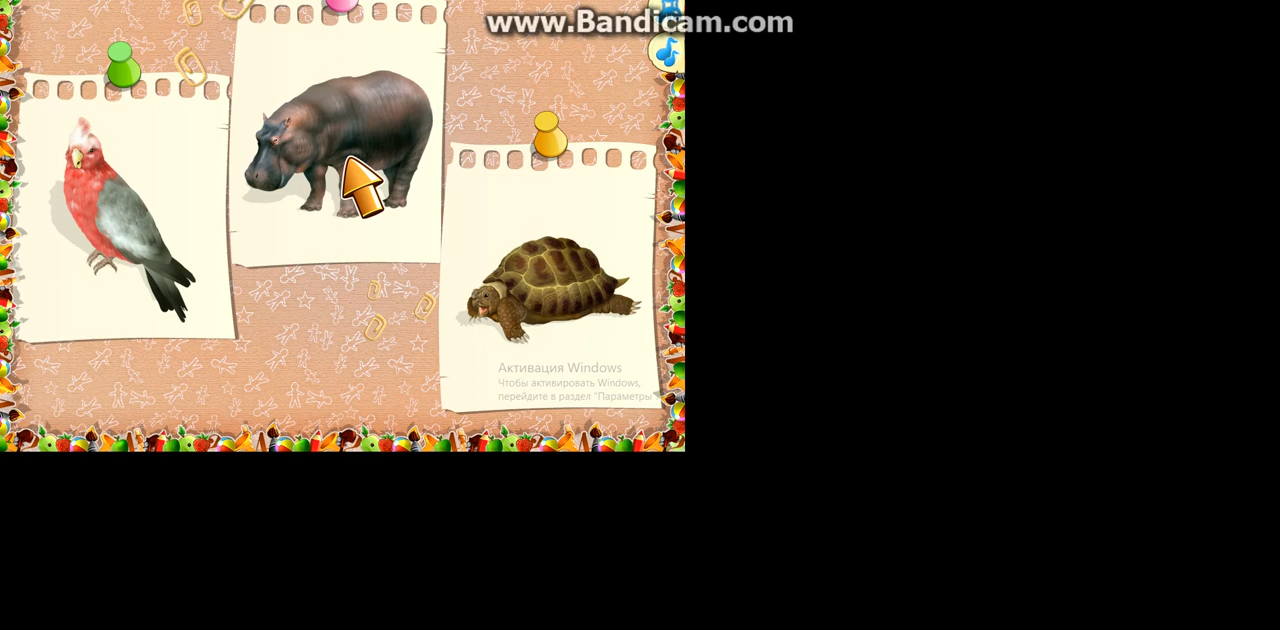 www.Bandicam.com
Активация Windows
Чтобы активировать Windows,
перейдите в раздел "Параметры